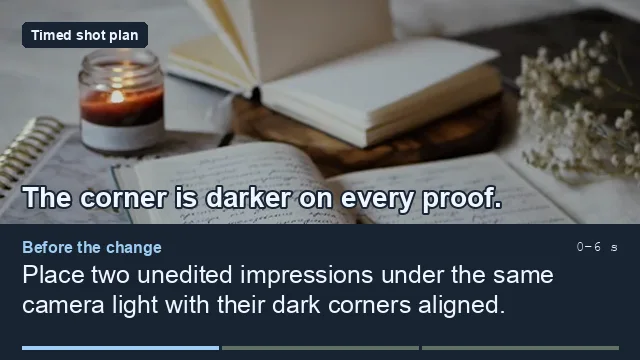 Timed shot plan
The corner is darker on every proof.
Before the change
0–6 s
Place two unedited impressions under the same
camera light with their dark corners aligned.